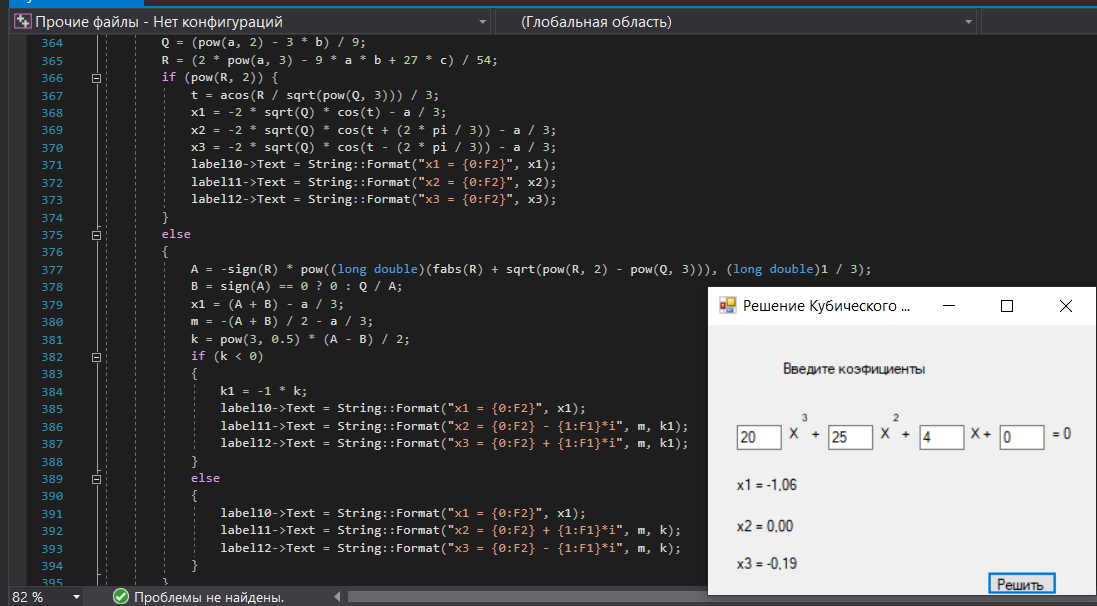 Прочие файлы - Нет конфигураций (Глобальная область)
364 Q = (pow(a, 2) - 3 * b) / 9;
365 R = (2 * pow(a, 3) - 9 * a * b + 27 * c) / 54;
366 if (pow(R, 2)) {
367 t = acos(R / sqrt(pow(Q, 3))) / 3;
368 x1 = -2 * sqrt(Q) * cos(t) - a / 3;
369 x2 = -2 * sqrt(Q) * cos(t + (2 * pi / 3)) - a / 3;
370 x3 = -2 * sqrt(Q) * cos(t - (2 * pi / 3)) - a / 3;
371 label10->Text = String::Format("x1 = {0:F2}", x1);
372 label11->Text = String::Format("x2 = {0:F2}", x2);
373 label12->Text = String::Format("x3 = {0:F2}", x3);
374 }
375 else
376 {
377 A = -sign(R) * pow((long double)(fabs(R) + sqrt(pow(R, 2) - pow(Q, 3))), (long double)1 / 3);
378 B = sign(A) == 0 ? 0 : Q / A;
379 x1 = (A + B) - a / 3;
380 m = -(A + B) / 2 - a / 3;
381 k = pow(3, 0.5) * (A - B) / 2;
382 if (k < 0)
383 {
384 k1 = -1 * k;
385 label10->Text = String::Format("x1 = {0:F2}", x1);
386 label11->Text = String::Format("x2 = {0:F2} - {1:F1}*i", m, k1);
387 label12->Text = String::Format("x3 = {0:F2} + {1:F1}*i", m, k1);
388 }
389 else
390 {
391 label10->Text = String::Format("x1 = {0:F2}", x1);
392 label11->Text = String::Format("x2 = {0:F2} + {1:F1}*i", m, k);
393 label12->Text = String::Format("x3 = {0:F2} - {1:F1}*i", m, k);
394 }
395 }
82 % Проблемы не найдены.
Решение Кубического ...
Введите коэфициенты
20 X 3 + 25 X 2 + 4 X + 0 = 0
x1 = -1,06
x2 = 0,00
x3 = -0,19
Решить